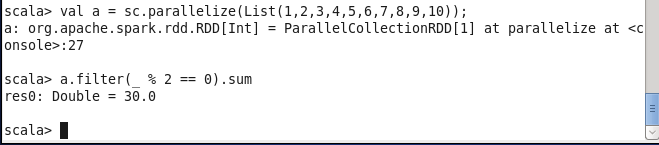 scala> val a = sc.parallelize(List(1,2,3,4,5,6,7,8,9,10));
a: org.apache.spark.rdd.RDD[Int] = ParallelCollectionRDD[1] at parallelize at <c
onsole>:27
scala> a.filter(_ % 2 == 0).sum
res0: Double = 30.0
scala>